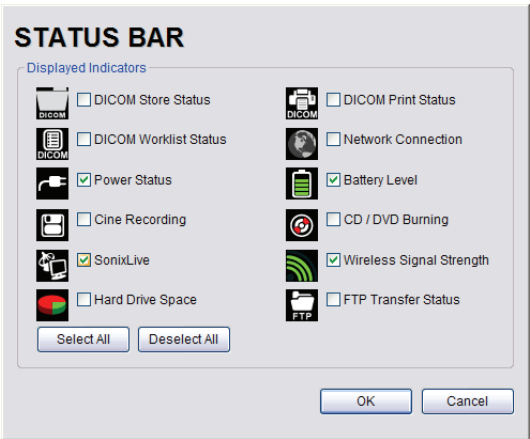 STATUS BAR
Displayed Indicators
DICOM DICOM Store Status
DICOM DICOM Print Status
DICOM DICOM Worklist Status
Network Connection
Power Status
Battery Level
Cine Recording
CD / DVD Burning
SonixLive
Wireless Signal Strength
Hard Drive Space
FTP FTP Transfer Status
Select All
Deselect All
OK
Cancel